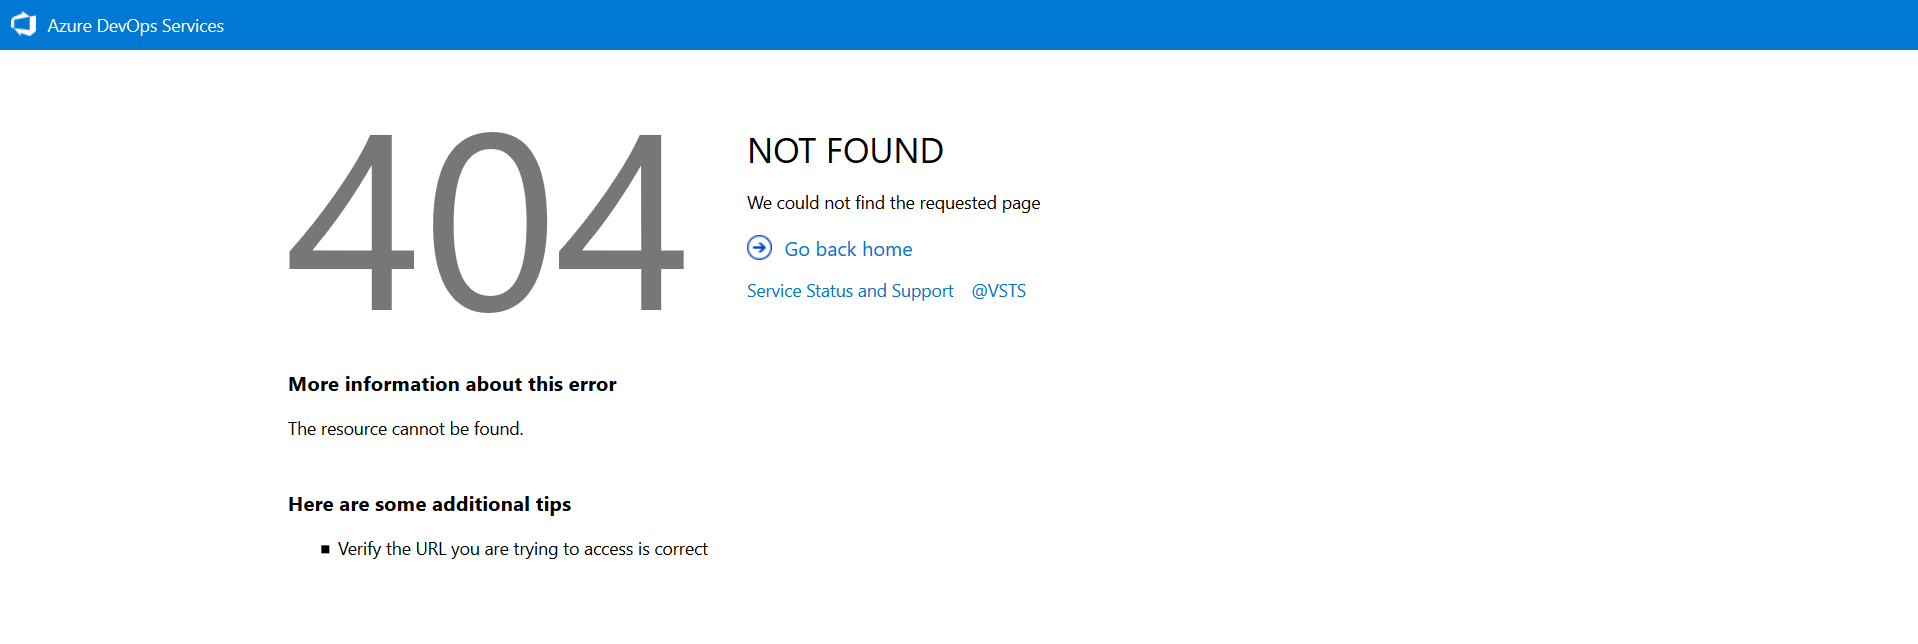 Azure DevOps Services
404
NOT FOUND
We could not find the requested page
Go back home
Service Status and Support @VSTS
More information about this error
The resource cannot be found.
Here are some additional tips
Verify the URL you are trying to access is correct